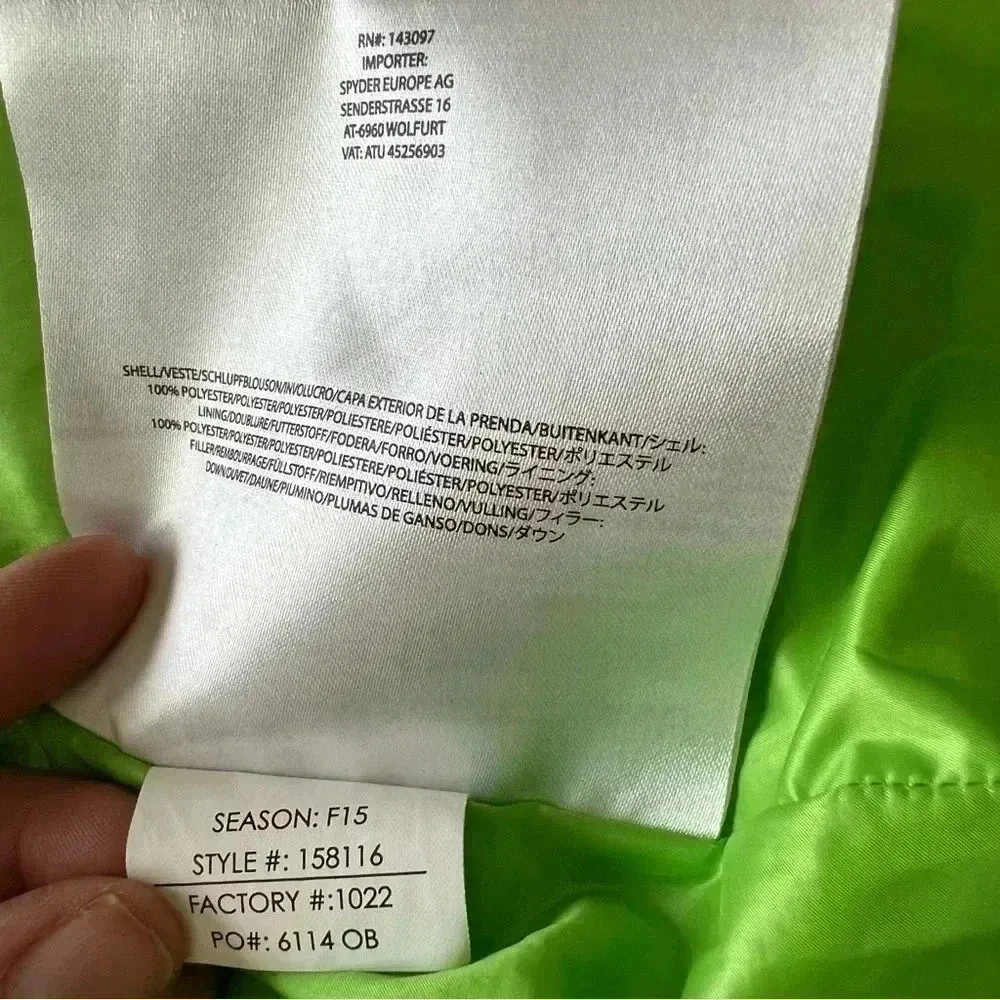 RN#: 143097
IMPORTER:
SPYDER EUROPE AG
SENDERSTRASSE 16
AT-6960 WOLFURT
VAT: ATU 45256903
SHELL/VESTE/SCHLUPFBLOUSON/INVOLUCRO/CAPA EXTERIOR DE LA PRENDA/BUITENKANT/シェル:
100% POLYESTER/POLYESTER/POLYESTER/POLIESTERE/POLIÉSTER/POLYESTER/ポリエステル
LINING/DOUBLURE/FUTTERSTOFF/FODERA/FORRO/VOERING/ライニング:
100% POLYESTER/POLYESTER/POLYESTER/POLIESTERE/POLIÉSTER/POLYESTER/ポリエステル
FILLER/REMBOURRAGE/FÜLLSTOFF/RIEMPITIVO/RELLENO/VULLING/フィラー:
DOWN/DUVET/DAUNE/PIUMINO/PLUMAS DE GANSO/DONS/ダウン
SEASON: F15
STYLE #: 158116
FACTORY #:1022
PO#: 6114 OB